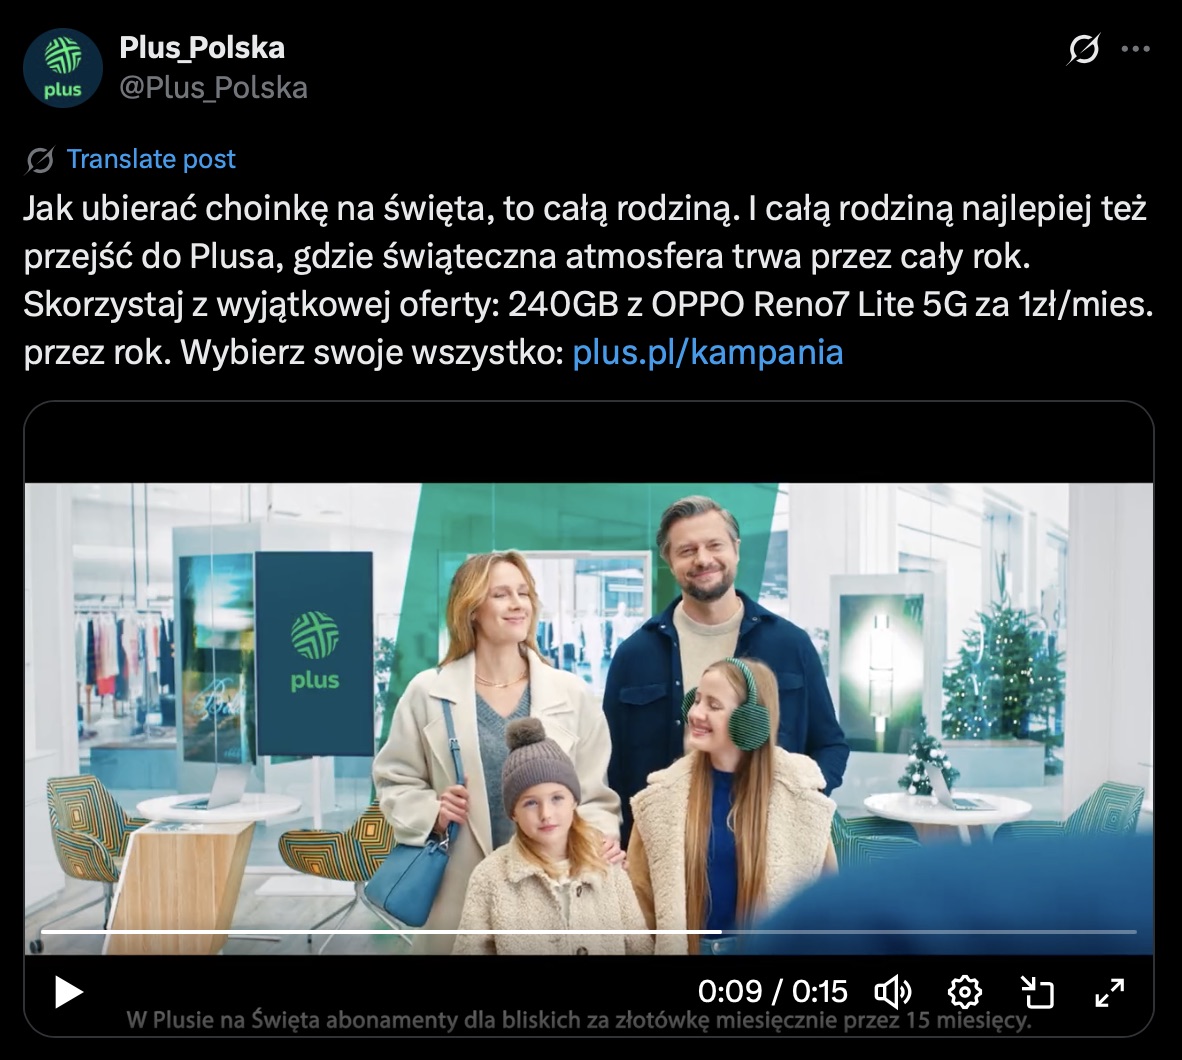 Plus_Polska
@Plus_Polska
plus
Translate post
Jak ubierać choinkę na święta, to całą rodziną. I całą rodziną najlepiej też
przejść do Plusa, gdzie świąteczna atmosfera trwa przez cały rok.
Skorzystaj z wyjątkowej oferty: 240GB z OPPO Reno7 Lite 5G za 1zł/mies.
przez rok. Wybierz swoje wszystko: plus.pl/kampania
plus
0:09 / 0:15
W Plusie na Święta abonamenty dla bliskich za złotówkę miesięcznie przez 15 miesięcy.